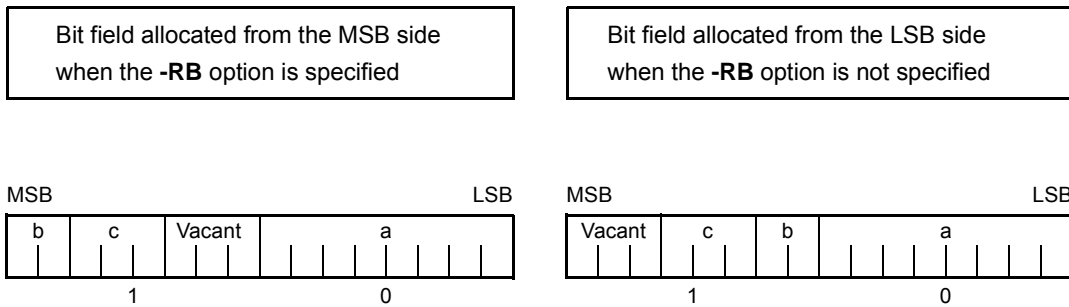 Bit field allocated from the MSB side
when the -RB option is specified
Bit field allocated from the LSB side
when the -RB option is not specified
MSB LSB
b c Vacant a
1 0
MSB LSB
Vacant c b a
1 0